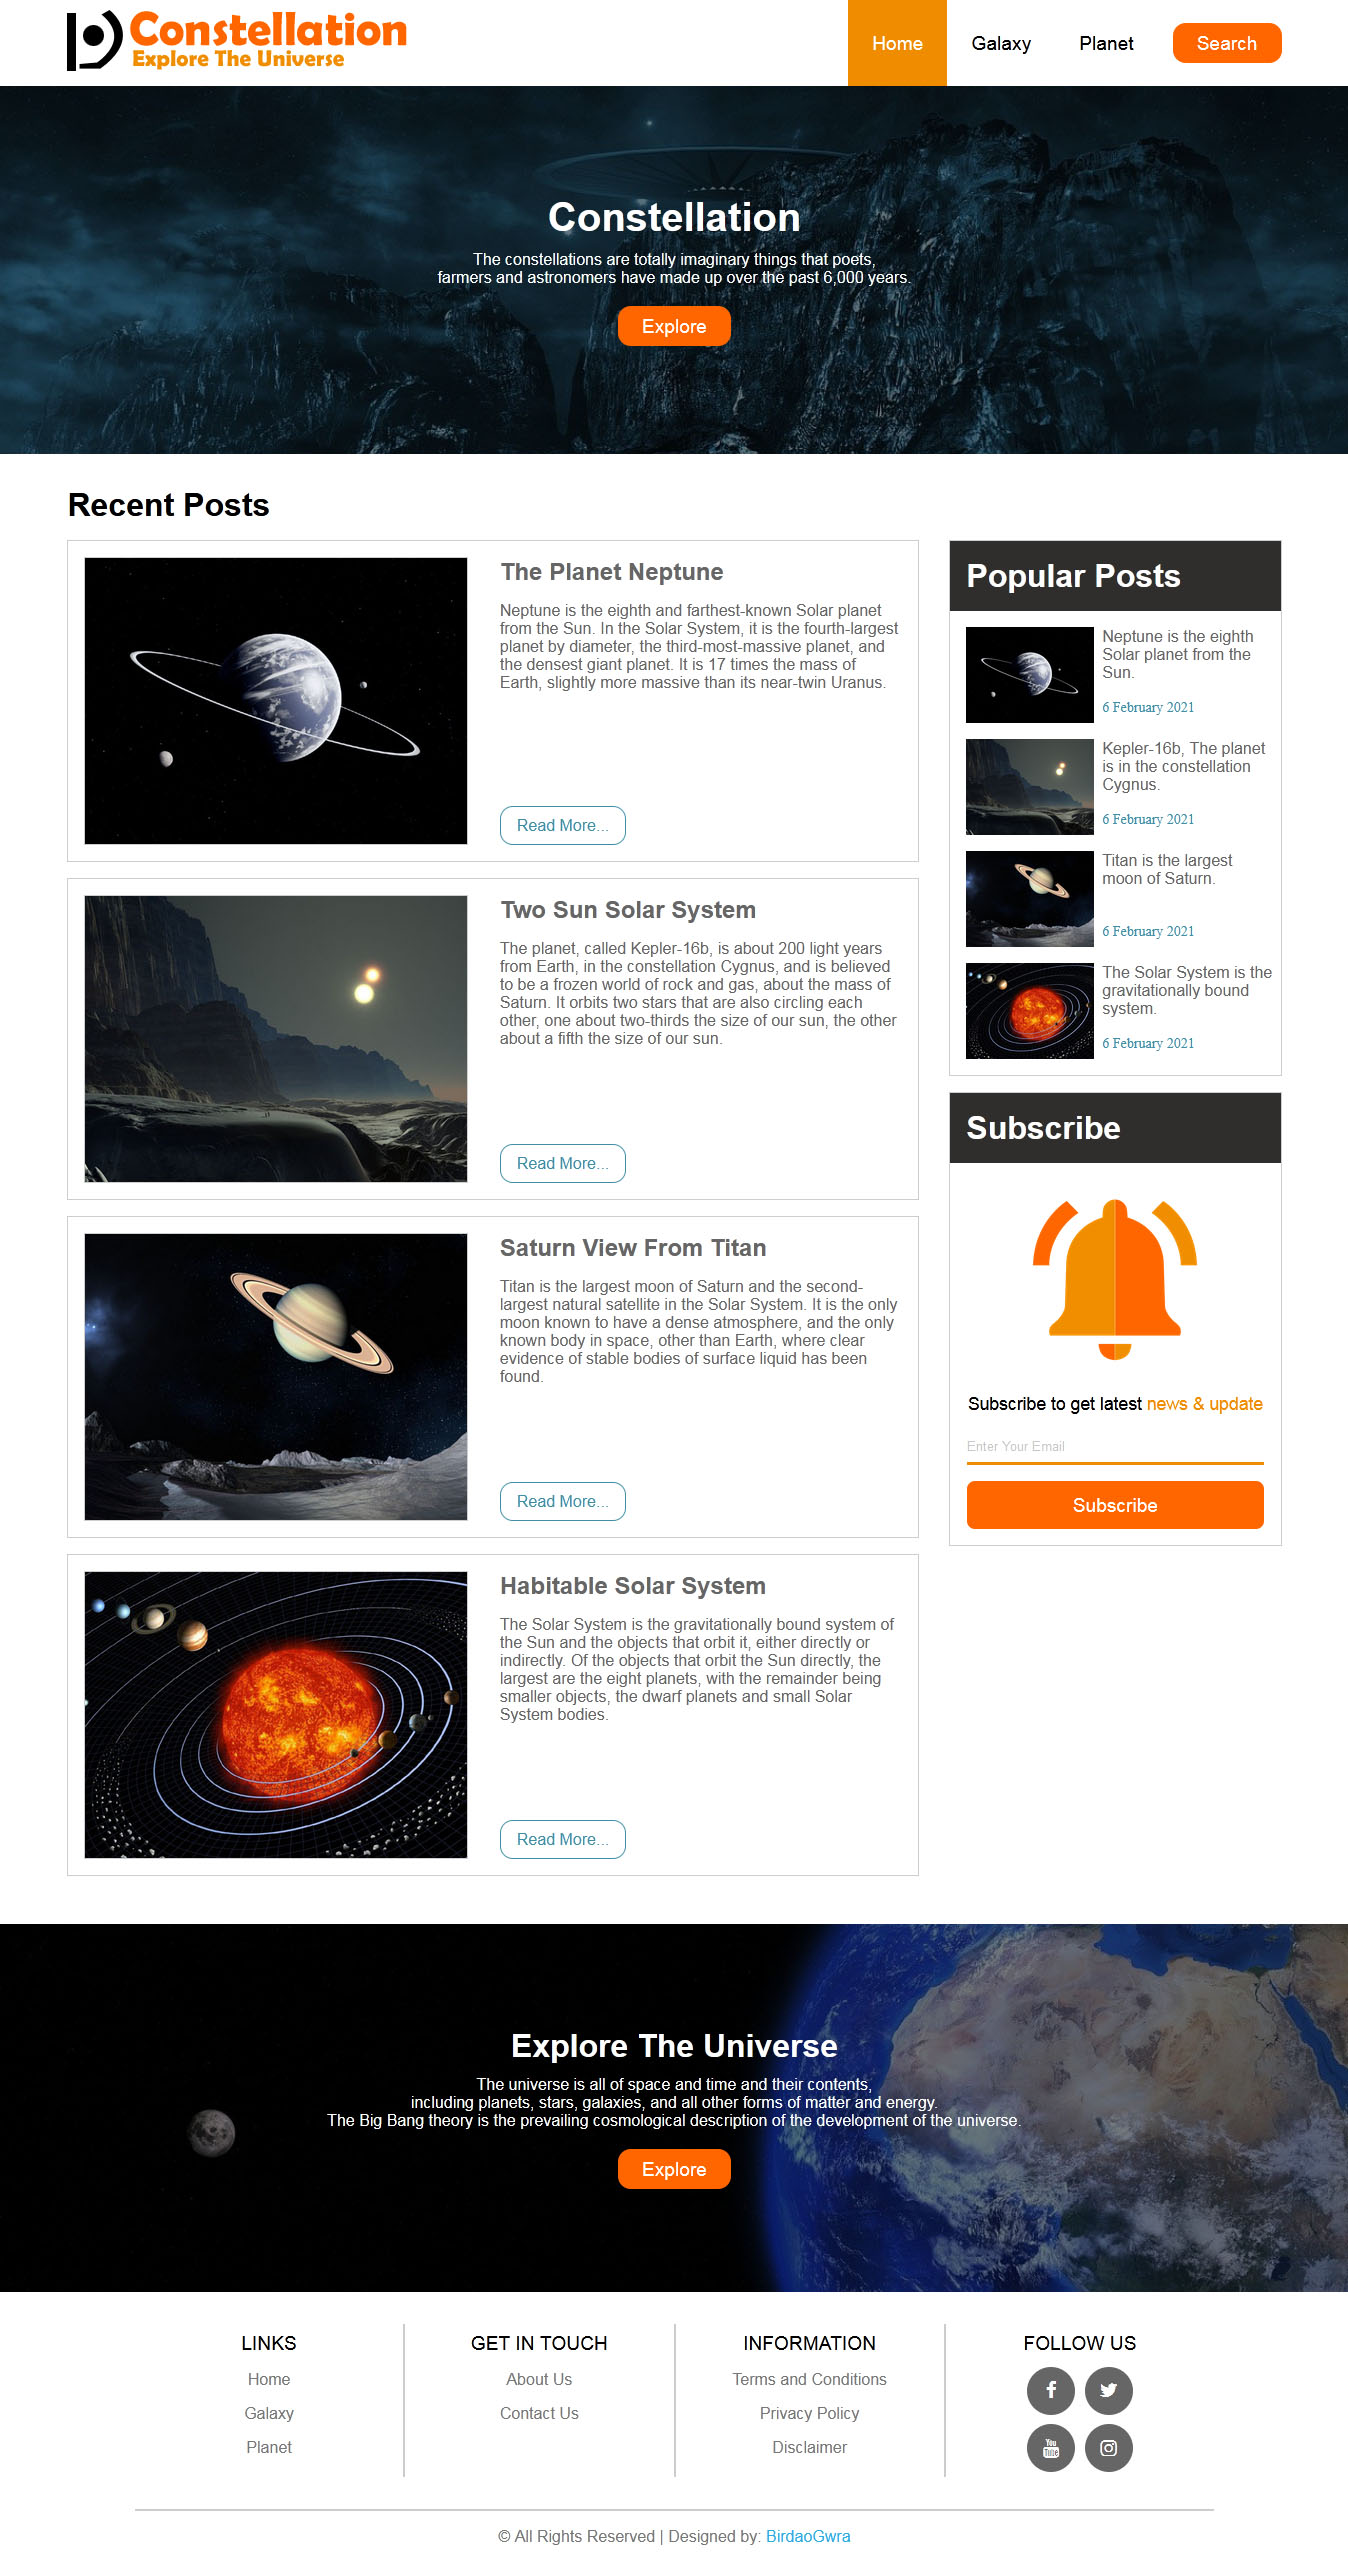 Constellation
Explore The Universe
Home
Galaxy
Planet
Search
Constellation
The constellations are totally imaginary things that poets,
farmers and astronomers have made up over the past 6,000 years.
Explore
Recent Posts
The Planet Neptune
Neptune is the eighth and farthest-known Solar planet
from the Sun. In the Solar System, it is the fourth-largest
planet by diameter, the third-most-massive planet, and
the densest giant planet. It is 17 times the mass of
Earth, slightly more massive than its near-twin Uranus.
Read More...
Two Sun Solar System
The planet, called Kepler-16b, is about 200 light years
from Earth, in the constellation Cygnus, and is believed
to be a frozen world of rock and gas, about the mass of
Saturn. It orbits two stars that are also circling each
other, one about two-thirds the size of our sun, the other
about a fifth the size of our sun.
Read More...
Saturn View From Titan
Titan is the largest moon of Saturn and the second-
largest natural satellite in the Solar System. It is the only
moon known to have a dense atmosphere, and the only
known body in space, other than Earth, where clear
evidence of stable bodies of surface liquid has been
found.
Read More...
Habitable Solar System
The Solar System is the gravitationally bound system of
the Sun and the objects that orbit it, either directly or
indirectly. Of the objects that orbit the Sun directly, the
largest are the eight planets, with the remainder being
smaller objects, the dwarf planets and small Solar
System bodies.
Read More...
Popular Posts
Neptune is the eighth
Solar planet from the
Sun.
6 February 2021
Kepler-16b, The planet
is in the constellation
Cygnus.
6 February 2021
Titan is the largest
moon of Saturn.
6 February 2021
The Solar System is the
gravitationally bound
system.
6 February 2021
Subscribe
Subscribe to get latest news & update
Enter Your Email
Subscribe
Explore The Universe
The universe is all of space and time and their contents,
including planets, stars, galaxies, and all other forms of matter and energy.
The Big Bang theory is the prevailing cosmological description of the development of the universe.
Explore
LINKS
Home
Galaxy
Planet
GET IN TOUCH
About Us
Contact Us
INFORMATION
Terms and Conditions
Privacy Policy
Disclaimer
FOLLOW US
You
Tube
© All Rights Reserved | Designed by: BirdaoGwra